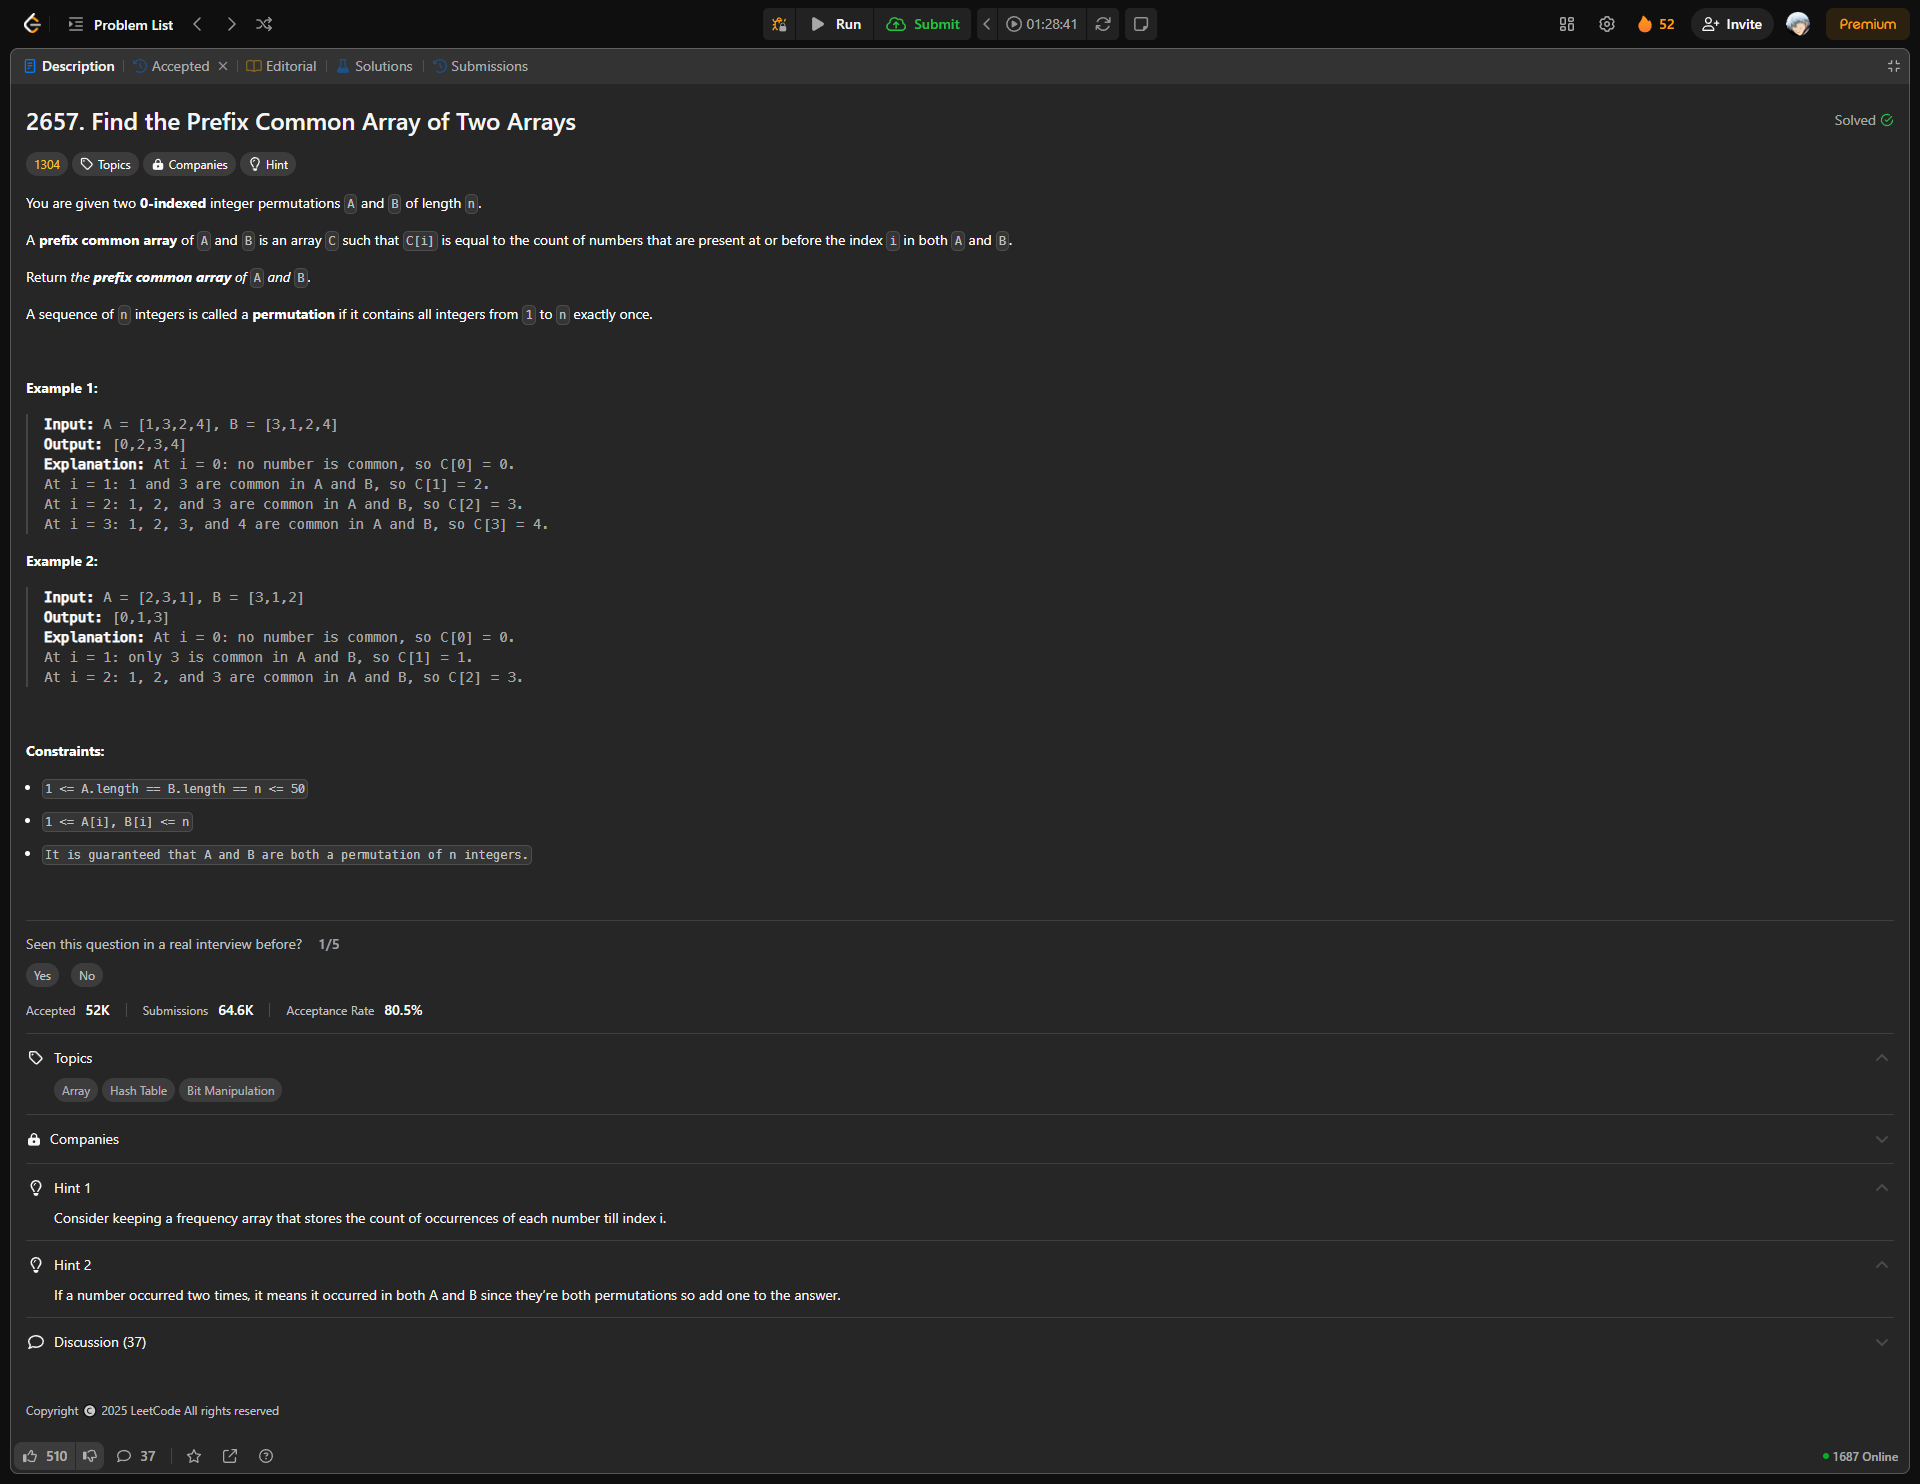 Problem List
Run
Submit
01:28:41
52
Invite
Premium
Description
Accepted
Editorial
Solutions
Submissions
2657. Find the Prefix Common Array of Two Arrays
Solved
1304
Topics
Companies
Hint
You are given two 0-indexed integer permutations A and B of length n.
A prefix common array of A and B is an array C such that C[i] is equal to the count of numbers that are present at or before the index i in both A and B.
Return the prefix common array of A and B.
A sequence of n integers is called a permutation if it contains all integers from 1 to n exactly once.
Example 1:
Input: A = [1,3,2,4], B = [3,1,2,4]
Output: [0,2,3,4]
Explanation: At i = 0: no number is common, so C[0] = 0.
At i = 1: 1 and 3 are common in A and B, so C[1] = 2.
At i = 2: 1, 2, and 3 are common in A and B, so C[2] = 3.
At i = 3: 1, 2, 3, and 4 are common in A and B, so C[3] = 4.
Example 2:
Input: A = [2,3,1], B = [3,1,2]
Output: [0,1,3]
Explanation: At i = 0: no number is common, so C[0] = 0.
At i = 1: only 3 is common in A and B, so C[1] = 1.
At i = 2: 1, 2, and 3 are common in A and B, so C[2] = 3.
Constraints:
1 <= A.length == B.length == n <= 50
1 <= A[i], B[i] <= n
It is guaranteed that A and B are both a permutation of n integers.
Seen this question in a real interview before? 1/5
Yes No
Accepted 52K Submissions 64.6K Acceptance Rate 80.5%
Topics
Array Hash Table Bit Manipulation
Companies
Hint 1
Consider keeping a frequency array that stores the count of occurrences of each number till index i.
Hint 2
If a number occurred two times, it means it occurred in both A and B since they’re both permutations so add one to the answer.
Discussion (37)
Copyright © 2025 LeetCode All rights reserved
510
37
1687 Online